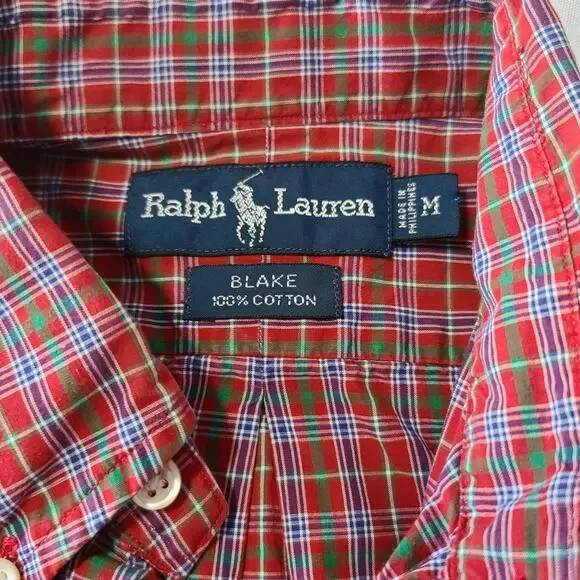 Ralph Lauren
MADE IN
PHILIPPINES
M
BLAKE
100% COTTON